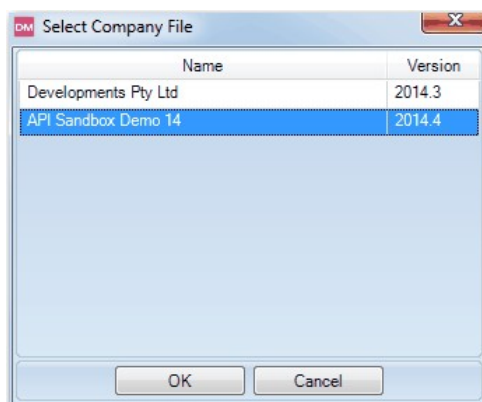 DM Select Company File X
Name Version
Developments Pty Ltd 2014.3
API Sandbox Demo 14 2014.4
OK Cancel